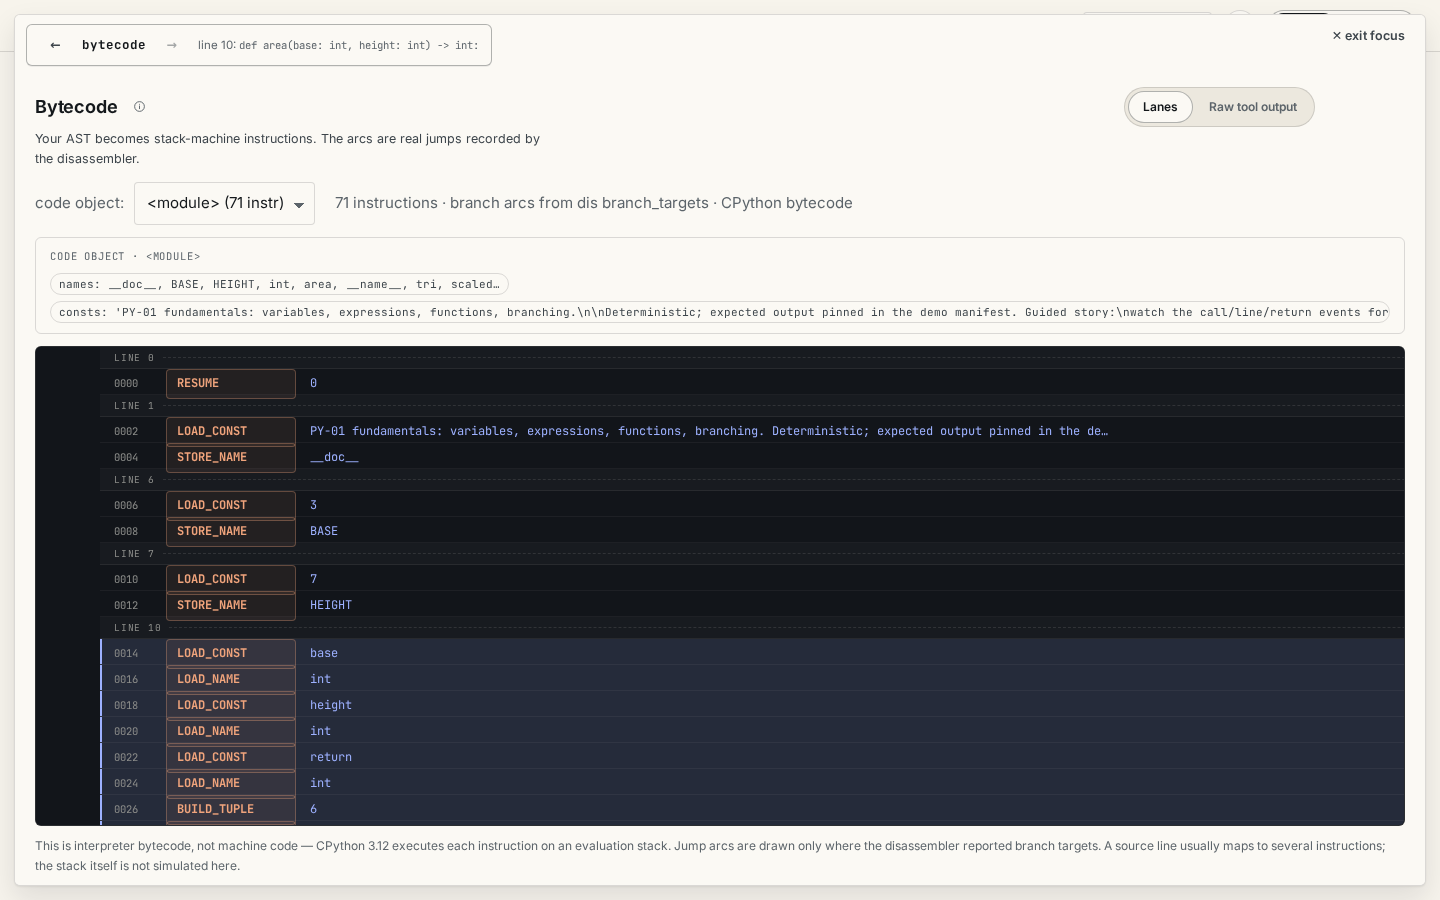 ← bytecode → line 10: def area(base: int, height: int) -> int:
× exit focus
Bytecode
Lanes Raw tool output
Your AST becomes stack-machine instructions. The arcs are real jumps recorded by
the disassembler.
code object: <module> (71 instr) 71 instructions · branch arcs from dis branch_targets · CPython bytecode
CODE OBJECT · <MODULE>
names: __doc__, BASE, HEIGHT, int, area, __name__, tri, scaled…
consts: 'PY-01 fundamentals: variables, expressions, functions, branching.\n\nDeterministic; expected output pinned in the demo manifest. Guided story:\nwatch the call/line/return events for
LINE 0
0000 RESUME 0
LINE 1
0002 LOAD_CONST PY-01 fundamentals: variables, expressions, functions, branching. Deterministic; expected output pinned in the de…
0004 STORE_NAME __doc__
LINE 6
0006 LOAD_CONST 3
0008 STORE_NAME BASE
LINE 7
0010 LOAD_CONST 7
0012 STORE_NAME HEIGHT
LINE 10
0014 LOAD_CONST base
0016 LOAD_NAME int
0018 LOAD_CONST height
0020 LOAD_NAME int
0022 LOAD_CONST return
0024 LOAD_NAME int
0026 BUILD_TUPLE 6
This is interpreter bytecode, not machine code — CPython 3.12 executes each instruction on an evaluation stack. Jump arcs are drawn only where the disassembler reported branch targets. A source line usually maps to several instructions;
the stack itself is not simulated here.